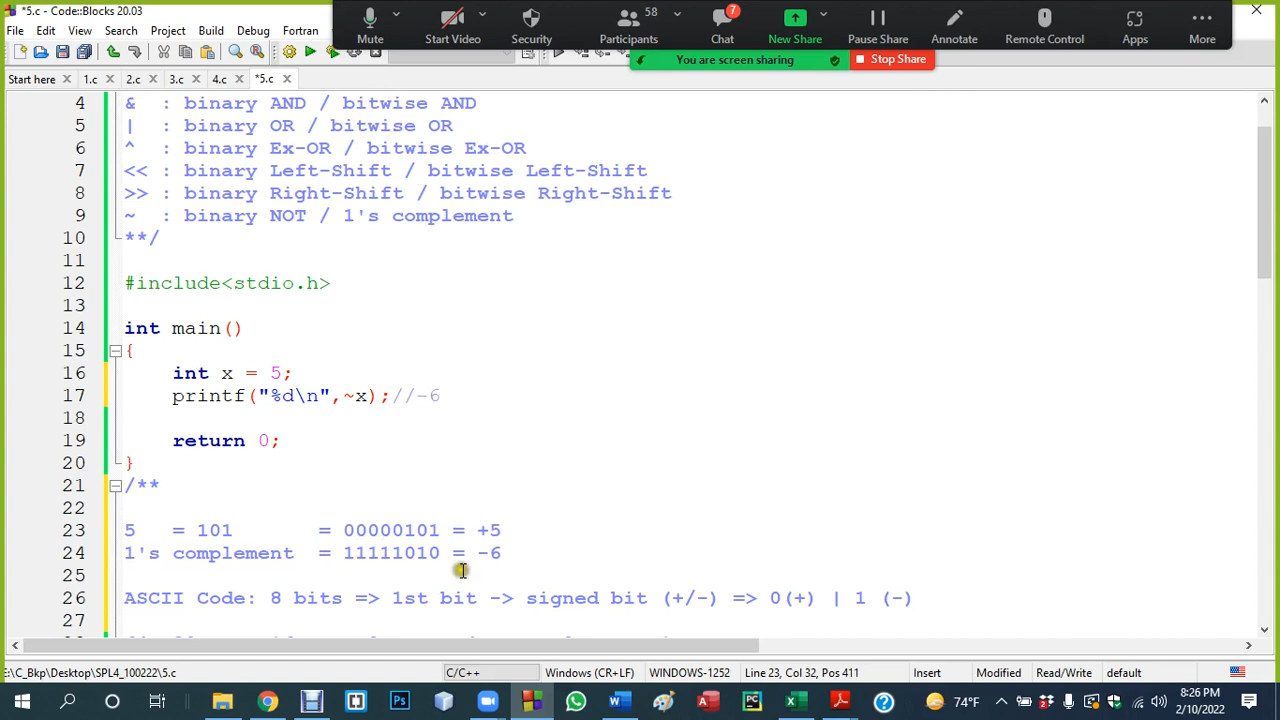 *5.c - Code::Blocks 20.03
Mute
Start Video
Security
58
Participants
7
Chat
New Share
Pause Share
Annotate
Remote Control
Apps
More
You are screen sharing
Stop Share
File Edit View Search Project Build Debug Fortran
Start here 1.c 2.c 3.c 4.c *5.c
4 & : binary AND / bitwise AND
5 | : binary OR / bitwise OR
6 ^ : binary Ex-OR / bitwise Ex-OR
7 << : binary Left-Shift / bitwise Left-Shift
8 >> : binary Right-Shift / bitwise Right-Shift
9 ~ : binary NOT / 1's complement
10 **/
11
12 #include<stdio.h>
13
14 int main()
15 {
16 int x = 5;
17 printf("%d\n",~x);//-6
18
19 return 0;
20 }
21 /**
22
23 5 = 101 = 00000101 = +5
24 1's complement = 11111010 = -6
25
26 ASCII Code: 8 bits => 1st bit -> signed bit (+/-) => 0(+) | 1 (-)
27
E:\C_Bkp\Desktop\SPL4_100222\5.c C/C++ Windows (CR+LF) WINDOWS-1252 Line 23, Col 32, Pos 411 Insert Modified Read/Write default
74°F 8:26 PM
2/10/2022